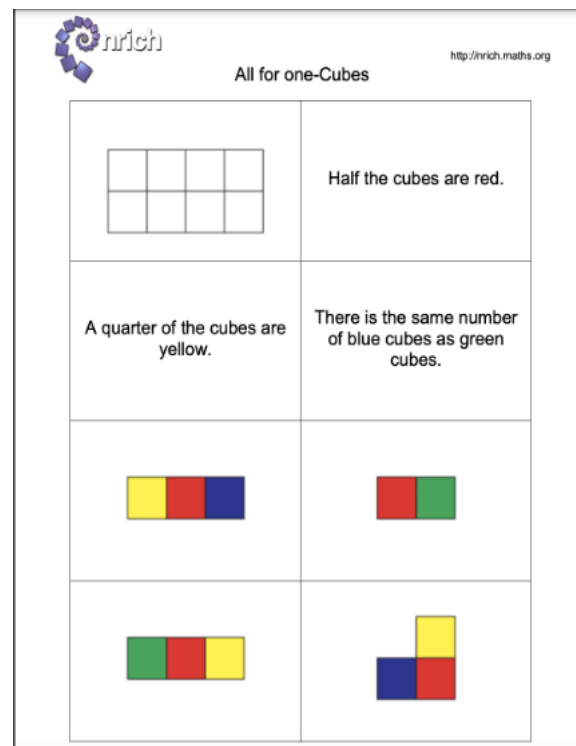 nrich
http://nrich.maths.org
All for one-Cubes
Half the cubes are red.
A quarter of the cubes are
yellow.
There is the same number
of blue cubes as green
cubes.